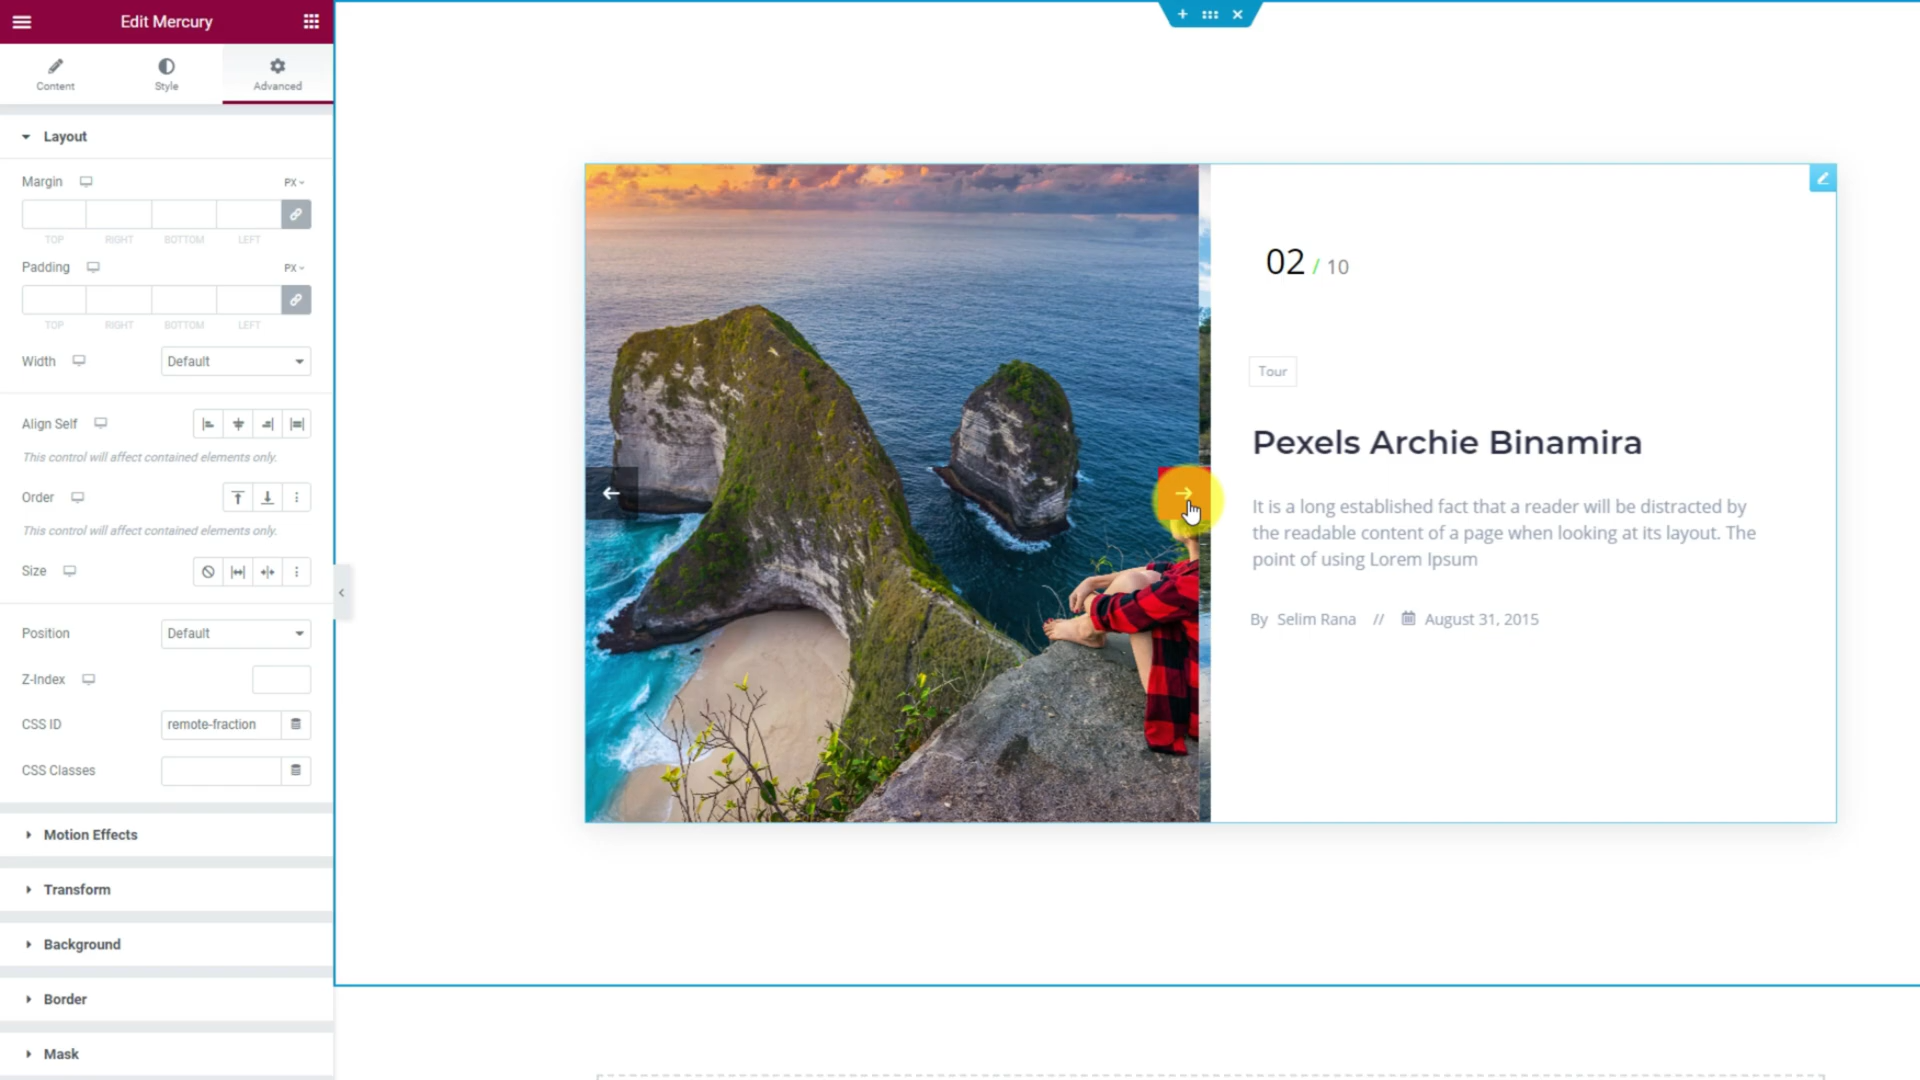 Edit Mercury
Content
Style
Advanced
Layout
Margin
PX
TOP
RIGHT
BOTTOM
LEFT
Padding
PX
TOP
RIGHT
BOTTOM
LEFT
Width
Default
Align Self
This control will affect contained elements only.
Order
This control will affect contained elements only.
Size
Position
Default
Z-Index
CSS ID
remote-fraction
CSS Classes
Motion Effects
Transform
Background
Border
Mask
02 / 10
Tour
Pexels Archie Binamira
It is a long established fact that a reader will be distracted by
the readable content of a page when looking at its layout. The
point of using Lorem Ipsum
By Selim Rana // August 31, 2015